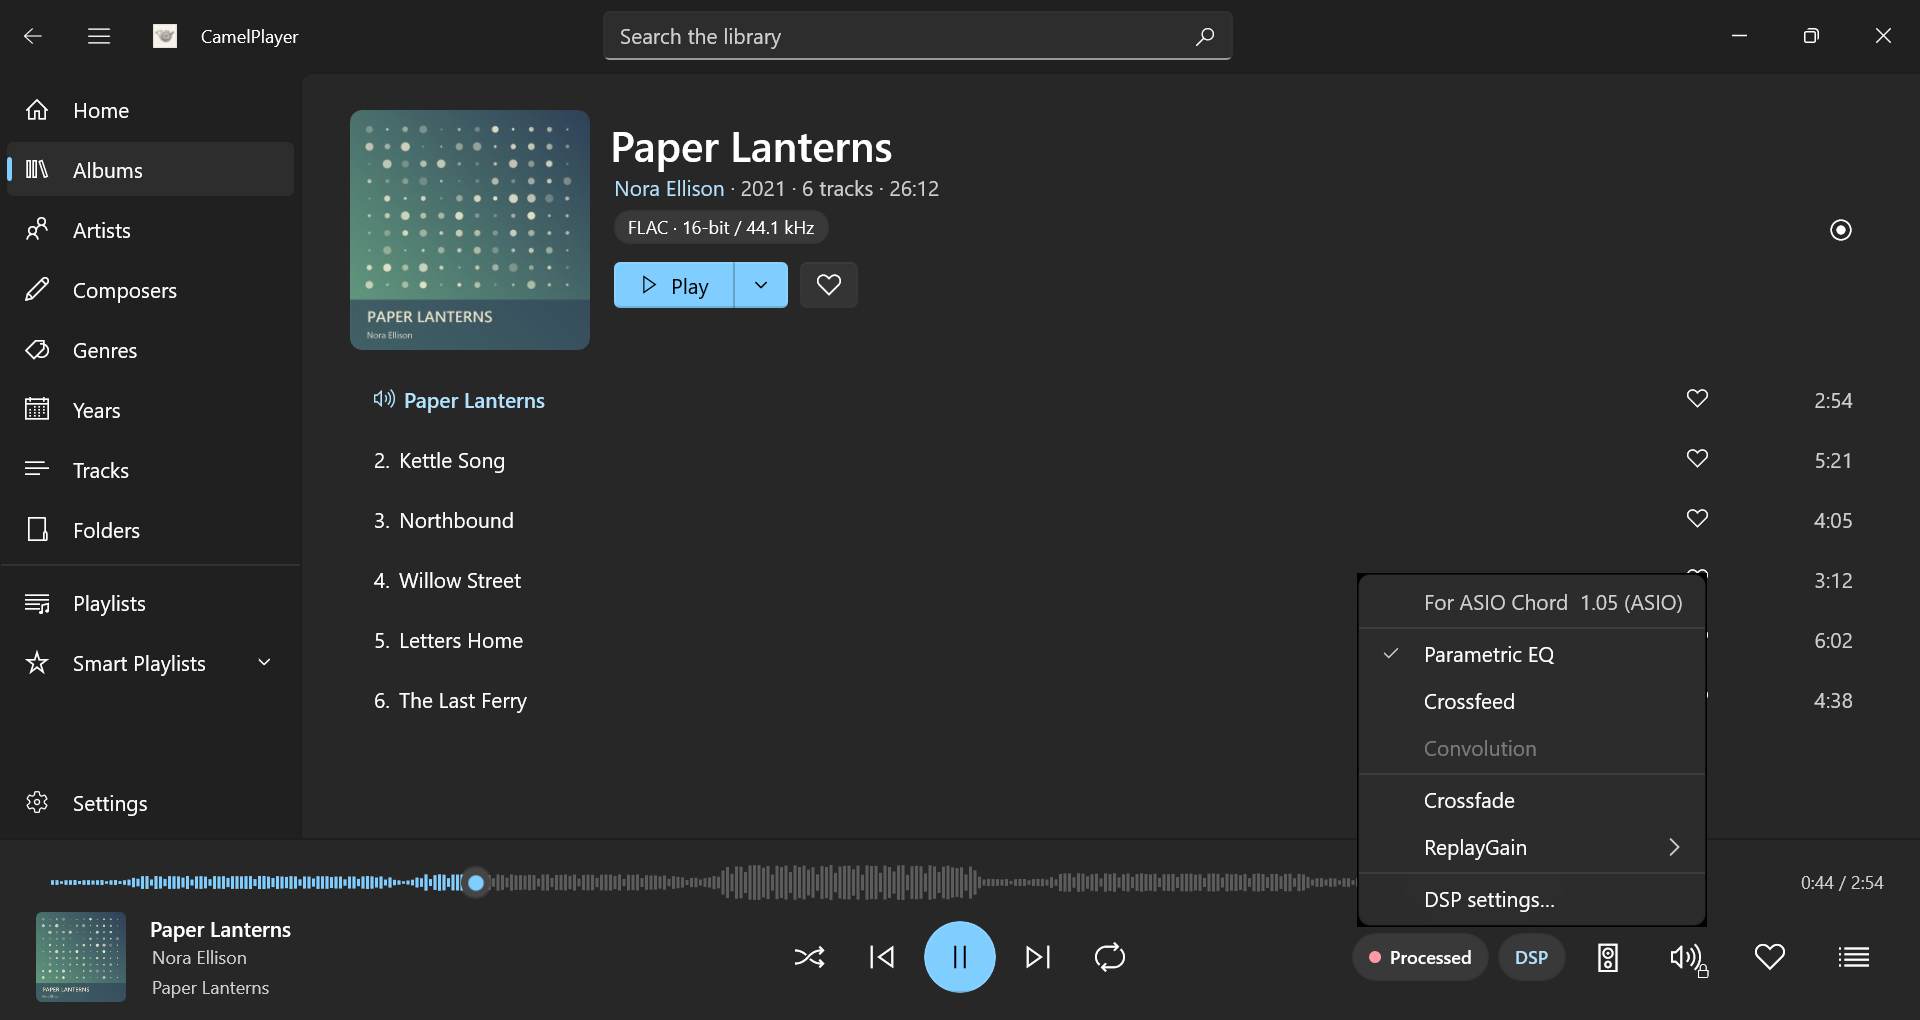 CamelPlayer
Search the library
Home
Albums
Artists
Composers
Genres
Years
Tracks
Folders
Playlists
Smart Playlists
Settings
PAPER LANTERNS
Nora Ellison
Paper Lanterns
Nora Ellison · 2021 · 6 tracks · 26:12
FLAC · 16-bit / 44.1 kHz
Play
Paper Lanterns 2:54
2. Kettle Song 5:21
3. Northbound 4:05
4. Willow Street 3:12
5. Letters Home 6:02
6. The Last Ferry 4:38
For ASIO Chord 1.05 (ASIO)
Parametric EQ
Crossfeed
Convolution
Crossfade
ReplayGain
DSP settings...
0:44 / 2:54
PAPER LANTERNS
Paper Lanterns
Nora Ellison
Paper Lanterns
Processed
DSP